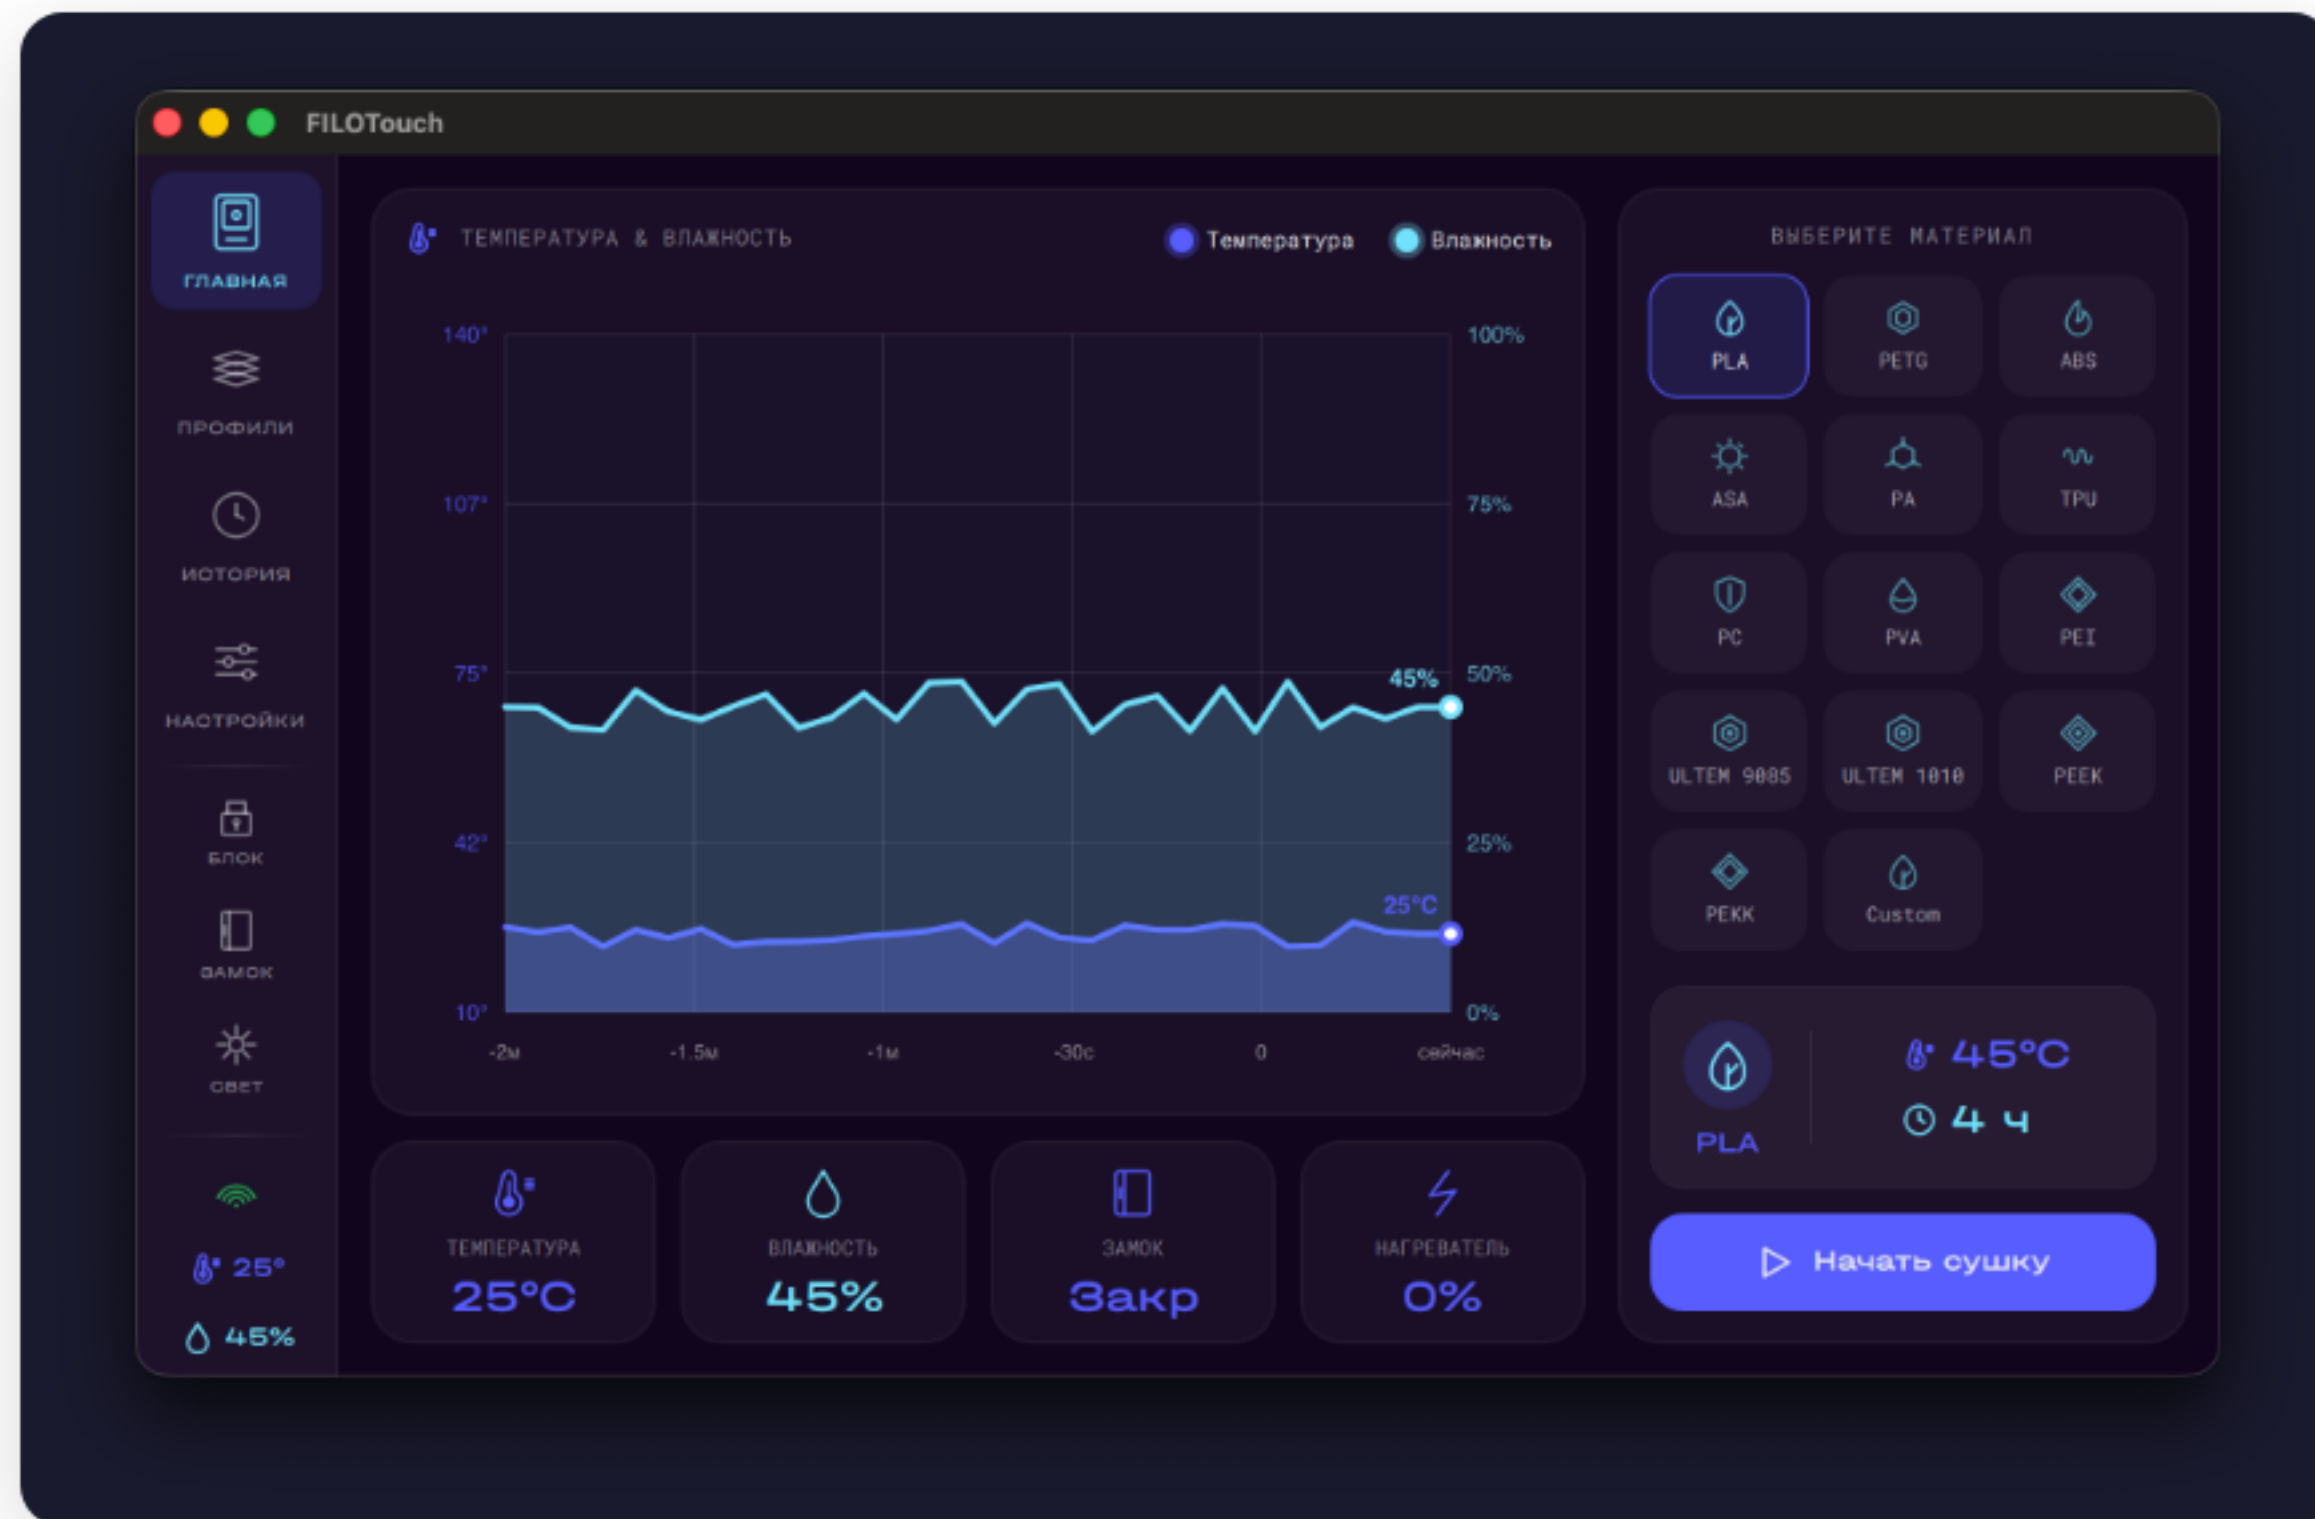 FILOTouch
ГЛАВНАЯ
ПРОФИЛИ
ИСТОРИЯ
НАСТРОЙКИ
БЛОК
ЗАМОК
СВЕТ
25°
45%
ТЕМПЕРАТУРА & ВЛАЖНОСТЬ
Температура
Влажность
140°
107°
75°
42°
10°
100%
75%
50%
25%
0%
45%
25°C
-2м
-1.5м
-1м
-30с
0
сейчас
ТЕМПЕРАТУРА
25°C
ВЛАЖНОСТЬ
45%
ЗАМОК
Закр
НАГРЕВАТЕЛЬ
0%
ВЫБЕРИТЕ МАТЕРИАЛ
PLA
PETG
ABS
ASA
PA
TPU
PC
PVA
PEI
ULTEM 9085
ULTEM 1010
PEEK
PEKK
Custom
PLA
45°C
4 ч
Начать сушку